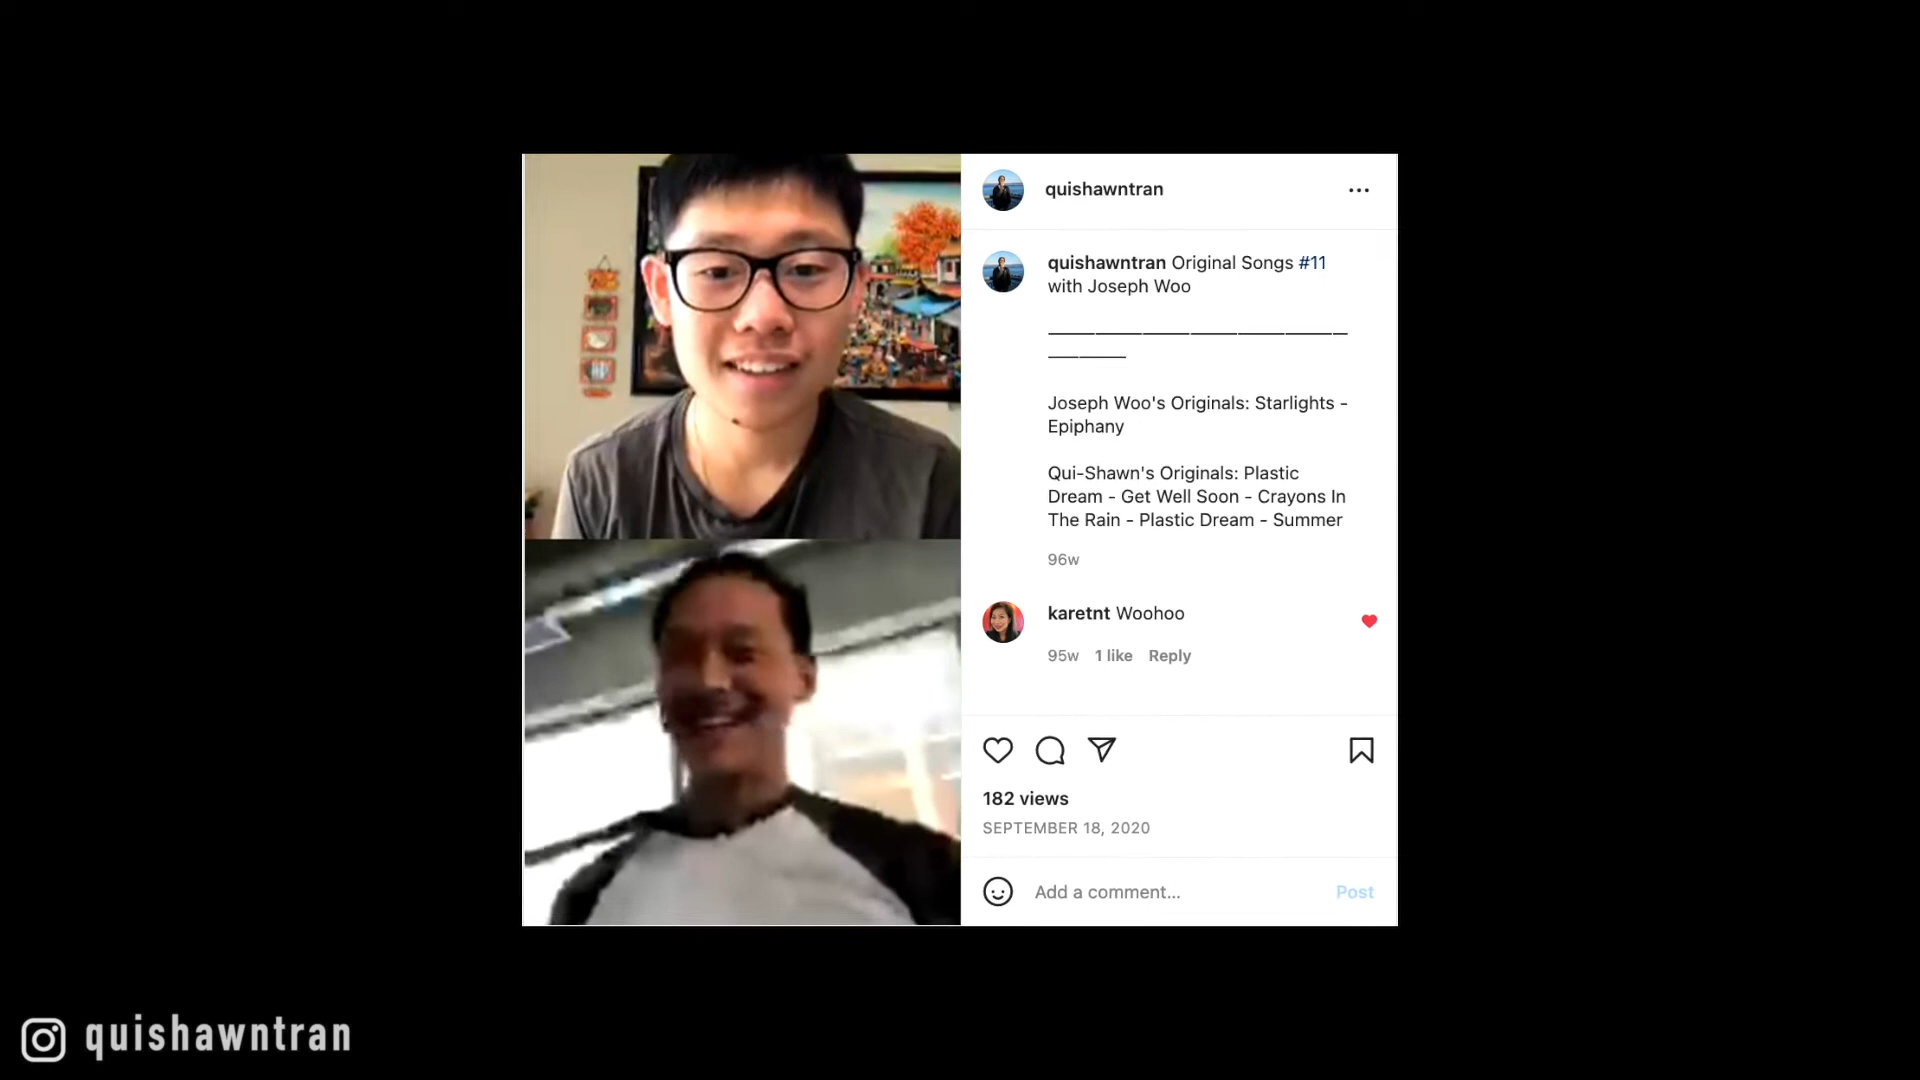 quishawntran
quishawntran Original Songs #11
with Joseph Woo
Joseph Woo's Originals: Starlights -
Epiphany
Qui-Shawn's Originals: Plastic
Dream - Get Well Soon - Crayons In
The Rain - Plastic Dream - Summer
96w
karetnt Woohoo
95w 1 like Reply
182 views
SEPTEMBER 18, 2020
Add a comment... Post
quishawntran